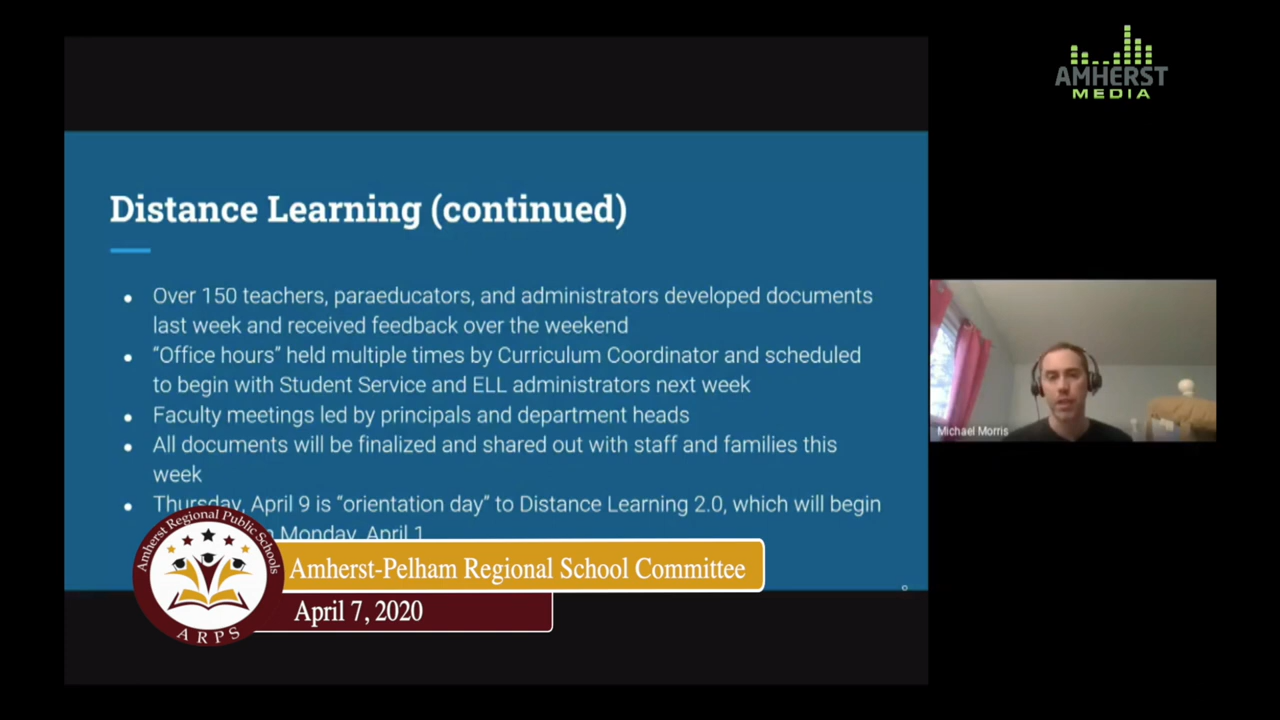 AMHERST
MEDIA
Distance Learning (continued)
Over 150 teachers, paraeducators, and administrators developed documents
last week and received feedback over the weekend
“Office hours” held multiple times by Curriculum Coordinator and scheduled
to begin with Student Service and ELL administrators next week
Faculty meetings led by principals and department heads
All documents will be finalized and shared out with staff and families this
week
Thursday, April 9 is “orientation day” to Distance Learning 2.0, which will begin
Monday, April 1
Michael Morris
Amherst Regional Public Schools
ARPS
Amherst-Pelham Regional School Committee
April 7, 2020